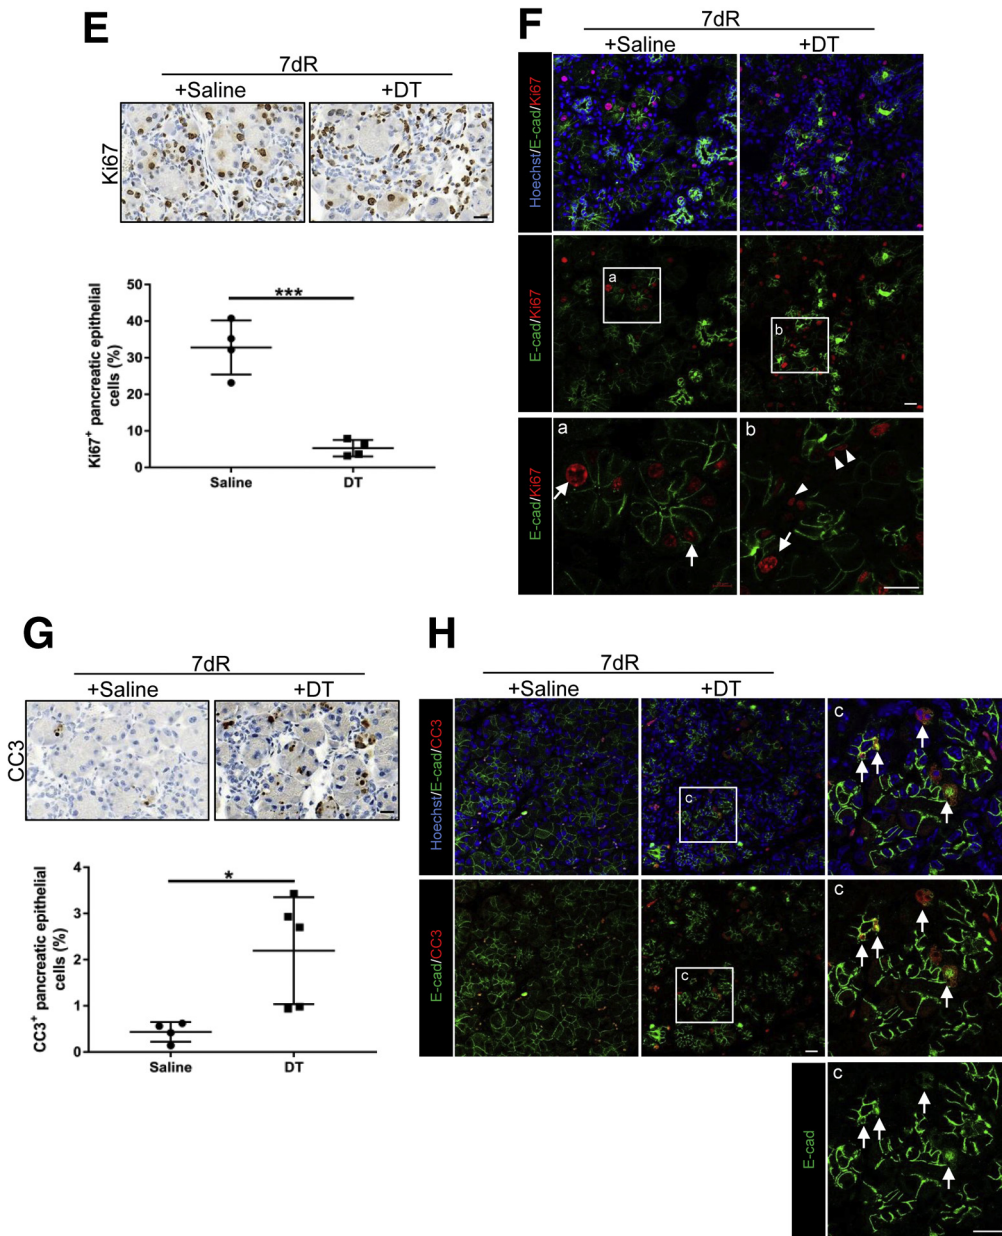 E
7dR
+Saline
+DT
Ki67
50
40
30
20
10
0
Ki67+ pancreatic epithelial
cells (%)
***
Saline
DT
F
7dR
+Saline
+DT
Hoechst/E-cad/Ki67
E-cad/Ki67
a
b
E-cad/Ki67
a
b
G
7dR
+Saline
+DT
CC3
4
3
2
1
0
CC3+ pancreatic epithelial
cells (%)
*
Saline
DT
H
7dR
+Saline
+DT
Hoechst/E-cad/CC3
c
c
E-cad/CC3
c
c
E-cad
c